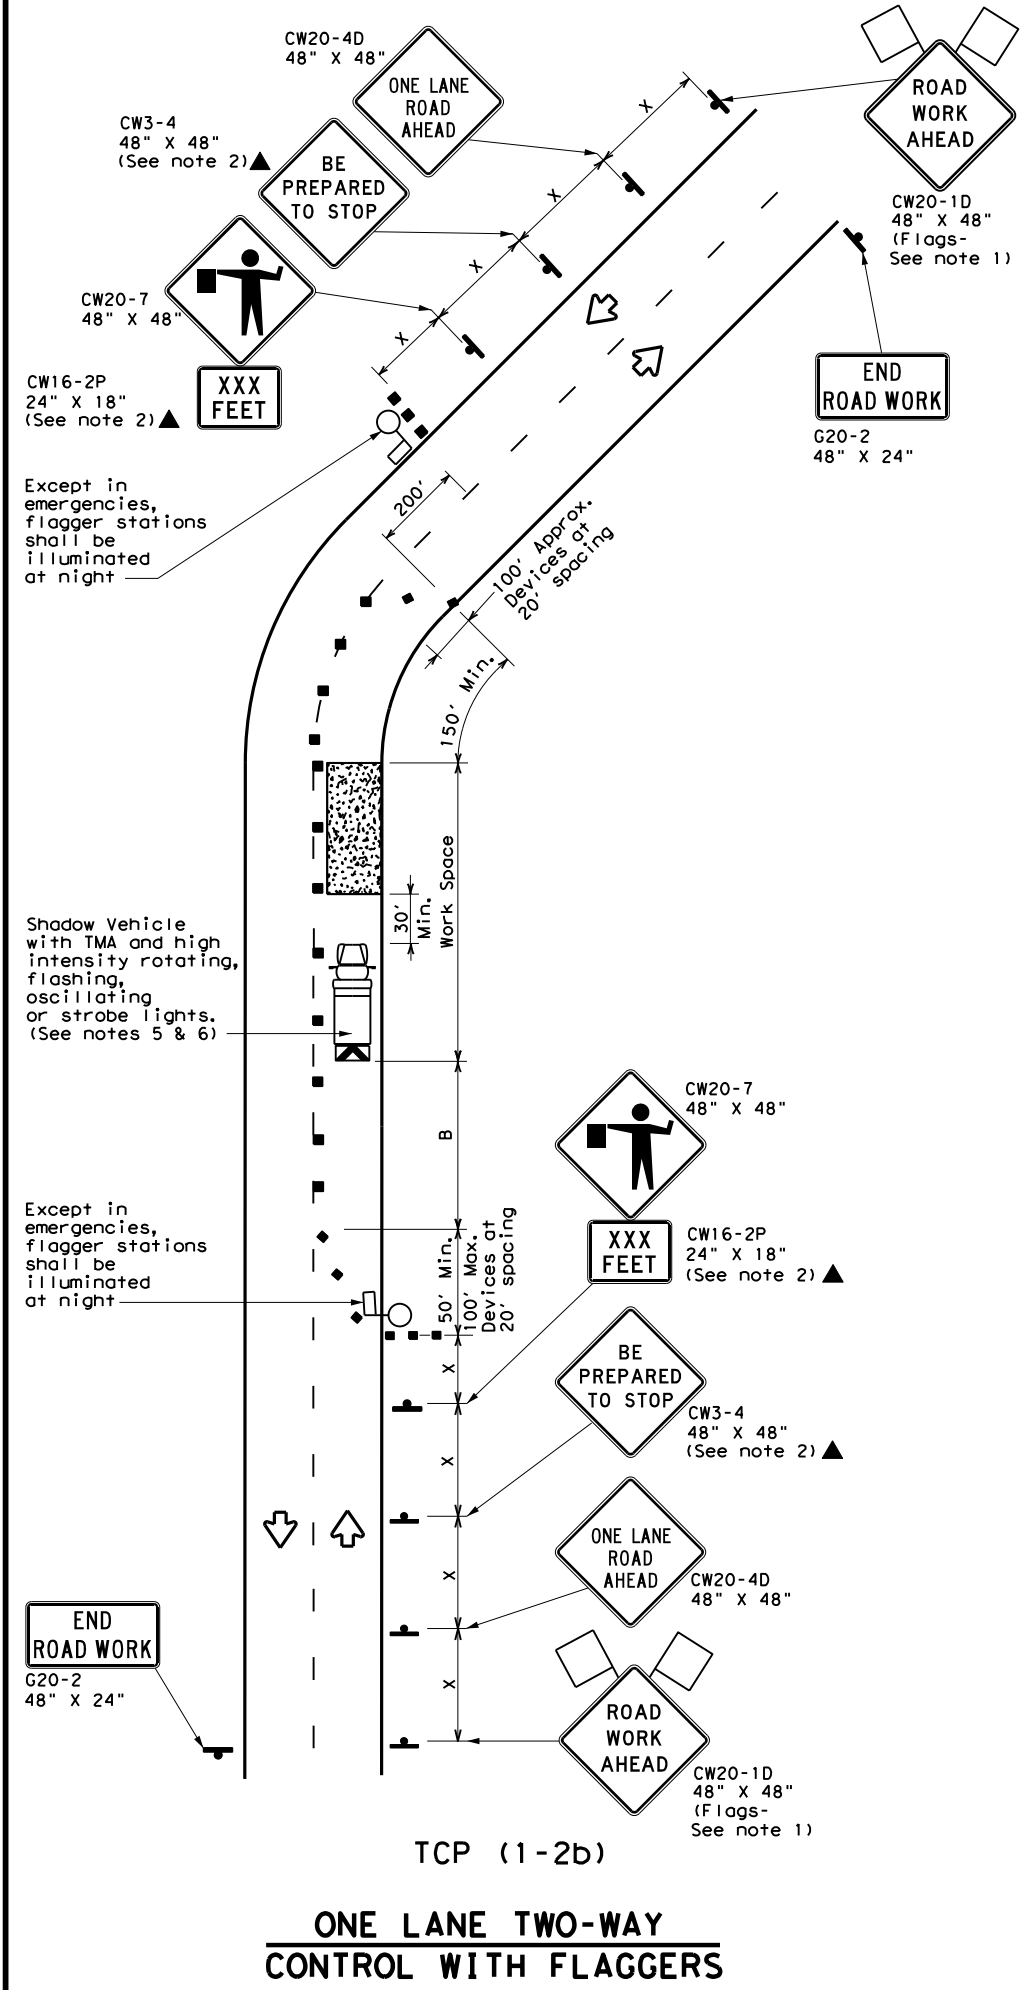 CW20-4D
48" X 48"
ONE LANE
ROAD
AHEAD
X
ROAD
WORK
AHEAD
CW20-1D
48" X 48"
(Flags-
See note 1)
CW3-4
48" X 48"
(See note 2)
BE
PREPARED
TO STOP
X
CW20-7
48" X 48"
X
X
CW16-2P
24" X 18"
(See note 2)
XXX
FEET
END
ROAD WORK
G20-2
48" X 24"
Except in
emergencies,
flagger stations
shall be
illuminated
at night
200'
100' Approx.
Devices at
20' spacing
150' Min.
Work Space
30'
Min.
Shadow Vehicle
with TMA and high
intensity rotating,
flashing,
oscillating
or strobe lights.
(See notes 5 & 6)
B
CW20-7
48" X 48"
XXX
FEET
CW16-2P
24" X 18"
(See note 2)
Except in
emergencies,
flagger stations
shall be
illuminated
at night
50' Min.
100' Max.
Devices at
20' spacing
X
BE
PREPARED
TO STOP
CW3-4
48" X 48"
(See note 2)
X
ONE LANE
ROAD
AHEAD
CW20-4D
48" X 48"
X
END
ROAD WORK
G20-2
48" X 24"
X
ROAD
WORK
AHEAD
CW20-1D
48" X 48"
(Flags-
See note 1)
TCP (1-2b)
ONE LANE TWO-WAY
CONTROL WITH FLAGGERS